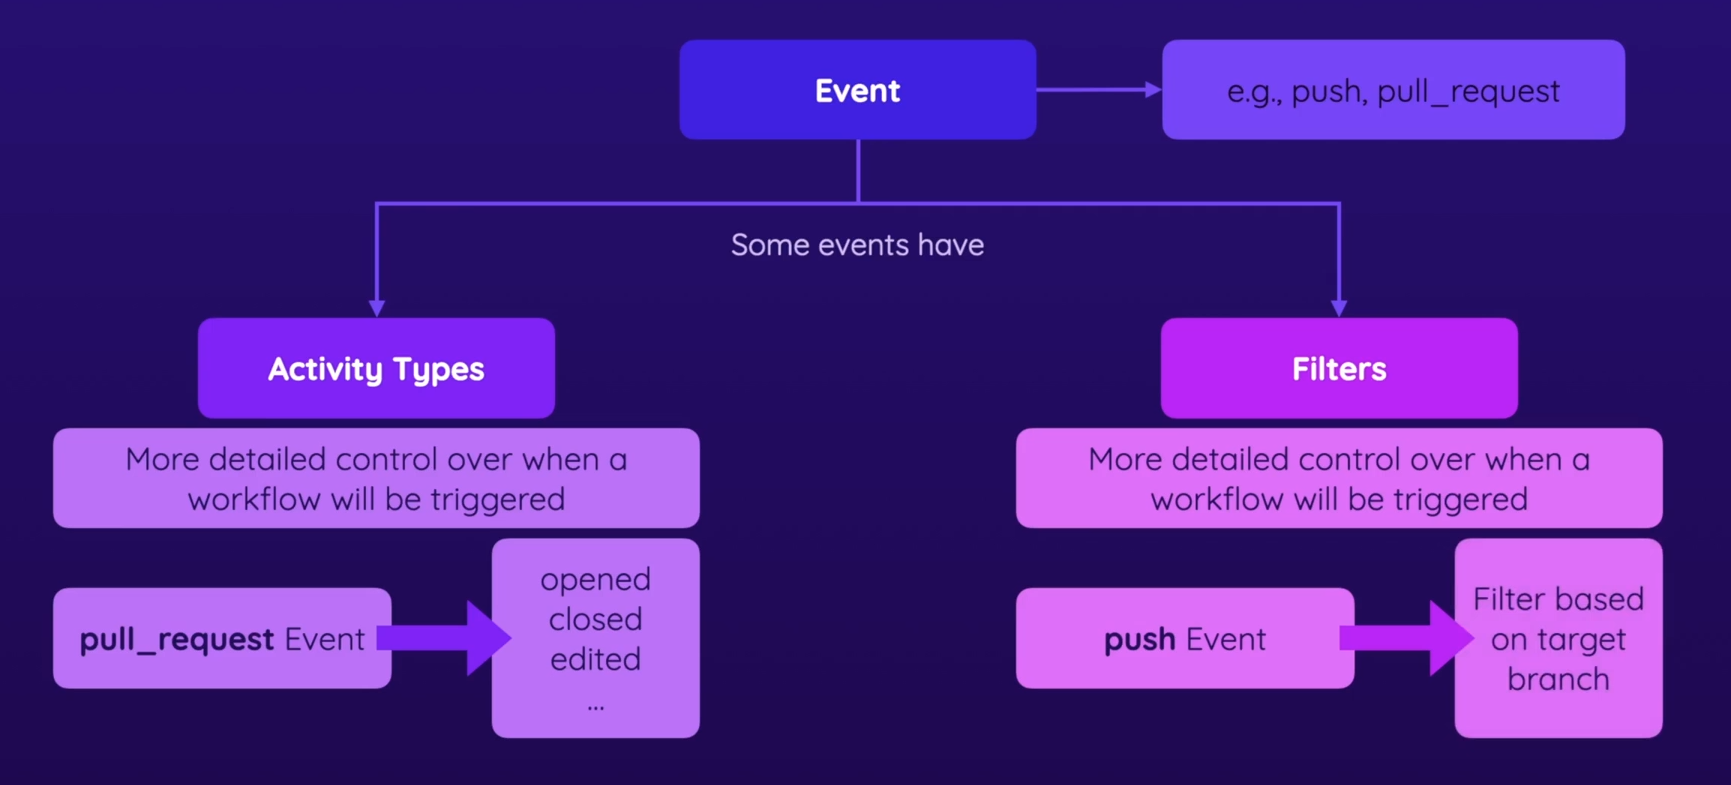 Event
e.g., push, pull_request
Some events have
Activity Types
More detailed control over when a
workflow will be triggered
pull_request Event
opened
closed
edited
...
Filters
More detailed control over when a
workflow will be triggered
push Event
Filter based
on target
branch